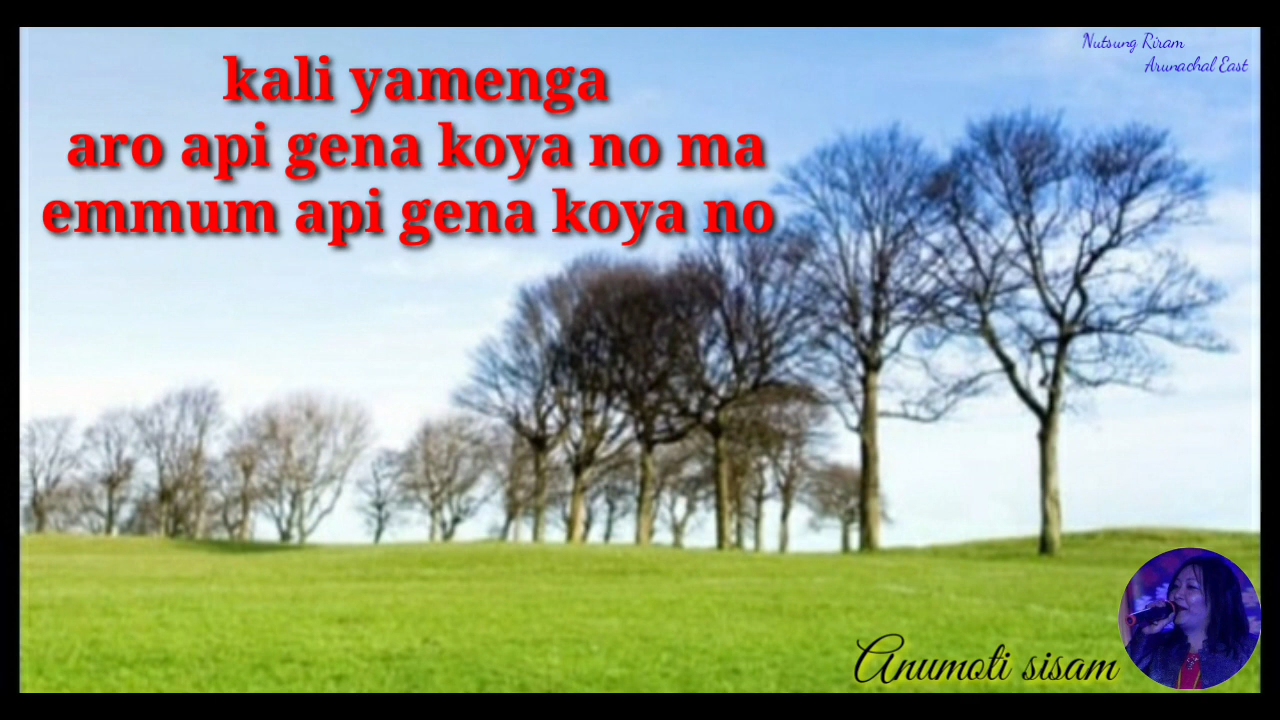 Nutsung Riram
Arunachal East
kali yamenga
aro api gena koya no ma
emmum api gena koya no
Anumoti sisam